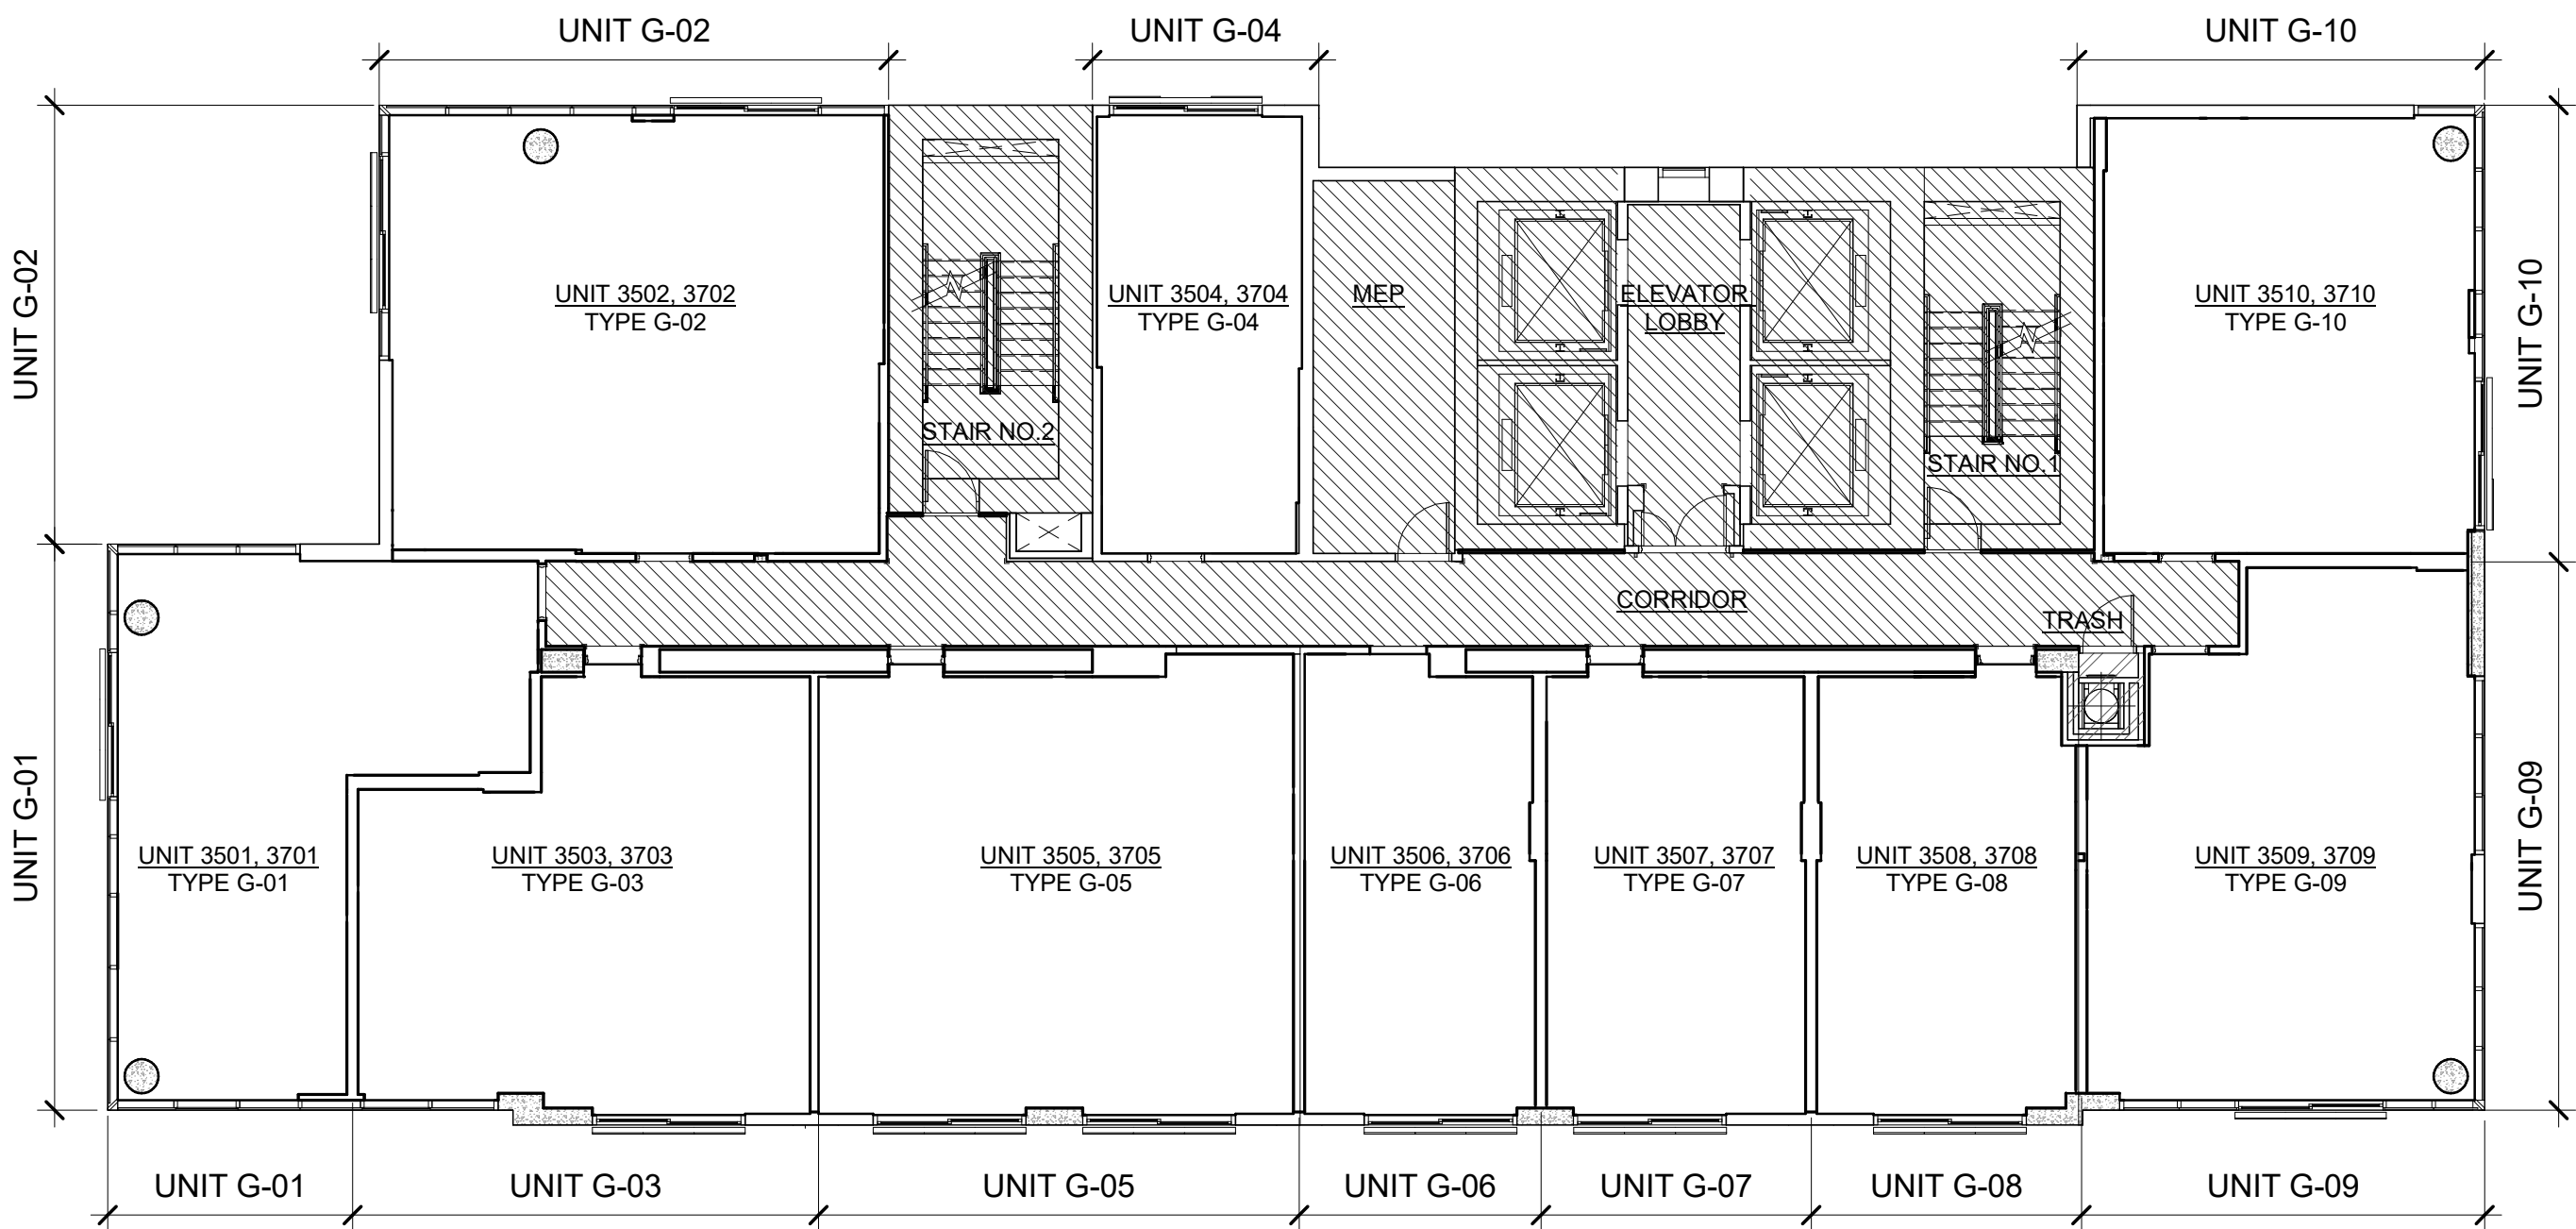 UNIT G-02
UNIT G-04
UNIT G-10
UNIT G-02
UNIT 3502, 3702
TYPE G-02
STAIR NO.2
UNIT 3504, 3704
TYPE G-04
MEP
ELEVATOR
LOBBY
STAIR NO.1
UNIT 3510, 3710
TYPE G-10
UNIT G-10
CORRIDOR
TRASH
UNIT G-01
UNIT 3501, 3701
TYPE G-01
UNIT 3503, 3703
TYPE G-03
UNIT 3505, 3705
TYPE G-05
UNIT 3506, 3706
TYPE G-06
UNIT 3507, 3707
TYPE G-07
UNIT 3508, 3708
TYPE G-08
UNIT 3509, 3709
TYPE G-09
UNIT G-09
UNIT G-01
UNIT G-03
UNIT G-05
UNIT G-06
UNIT G-07
UNIT G-08
UNIT G-09